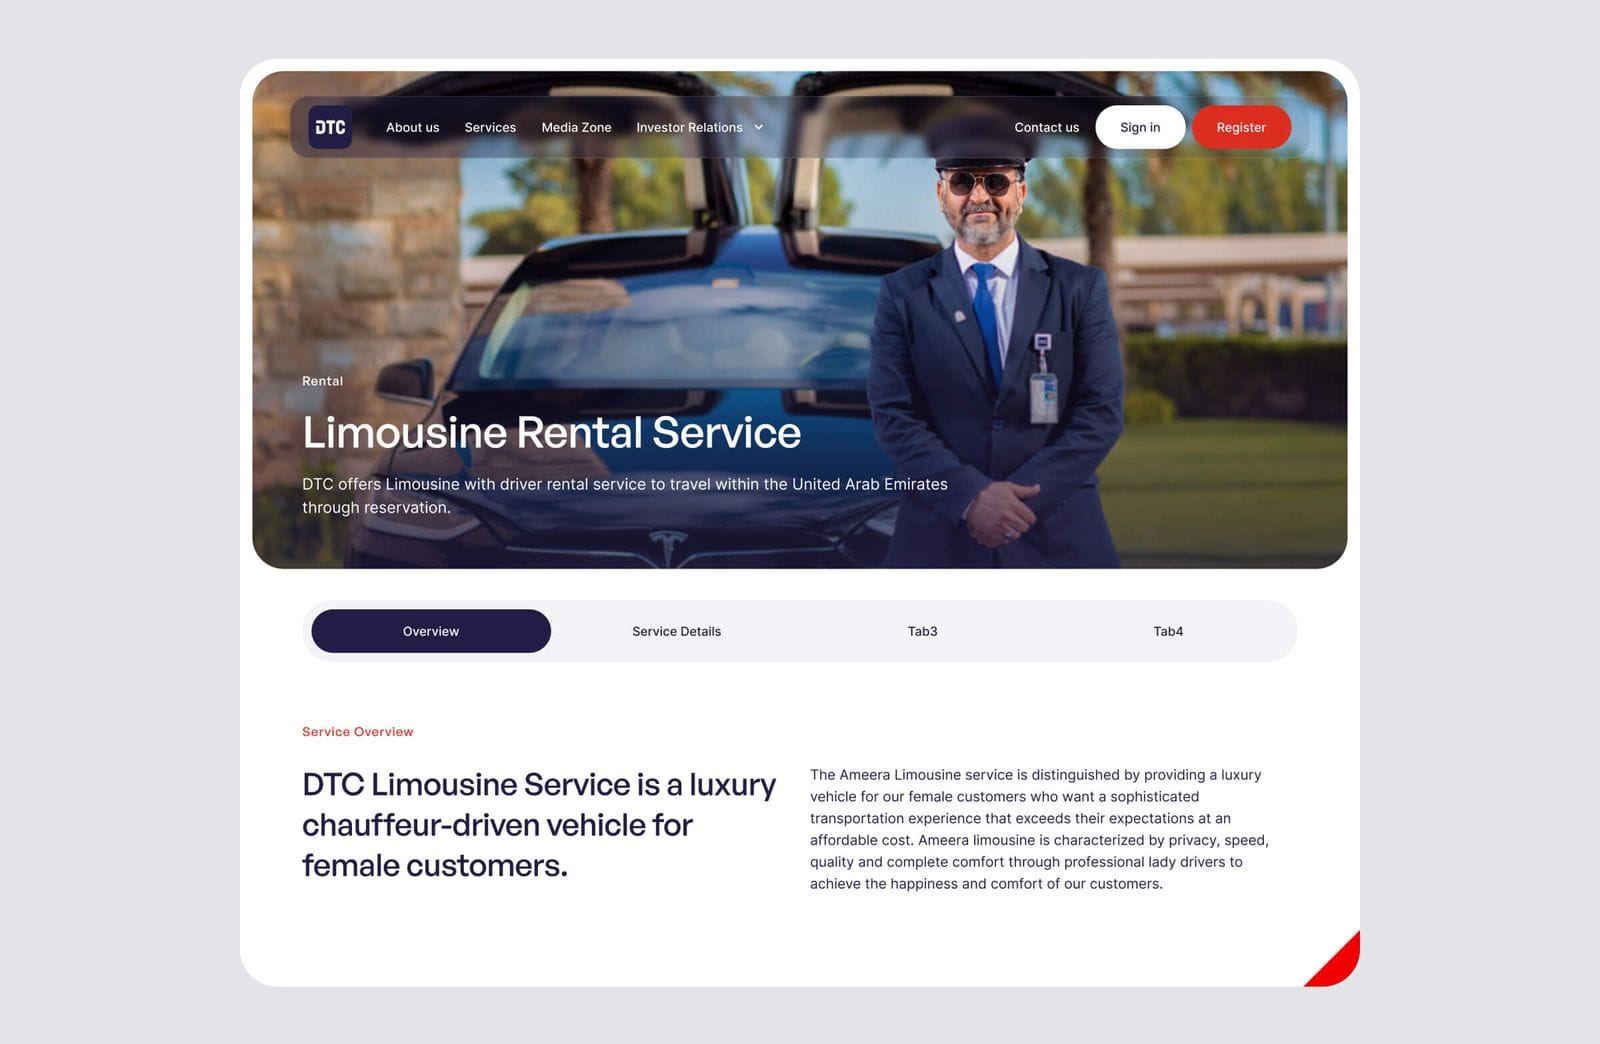 DTC
About us
Services
Media Zone
Investor Relations
Contact us
Sign in
Register
Rental
Limousine Rental Service
DTC offers Limousine with driver rental service to travel within the United Arab Emirates
through reservation.
Overview
Service Details
Tab3
Tab4
Service Overview
DTC Limousine Service is a luxury
chauffeur-driven vehicle for
female customers.
The Ameera Limousine service is distinguished by providing a luxury
vehicle for our female customers who want a sophisticated
transportation experience that exceeds their expectations at an
affordable cost. Ameera limousine is characterized by privacy, speed,
quality and complete comfort through professional lady drivers to
achieve the happiness and comfort of our customers.